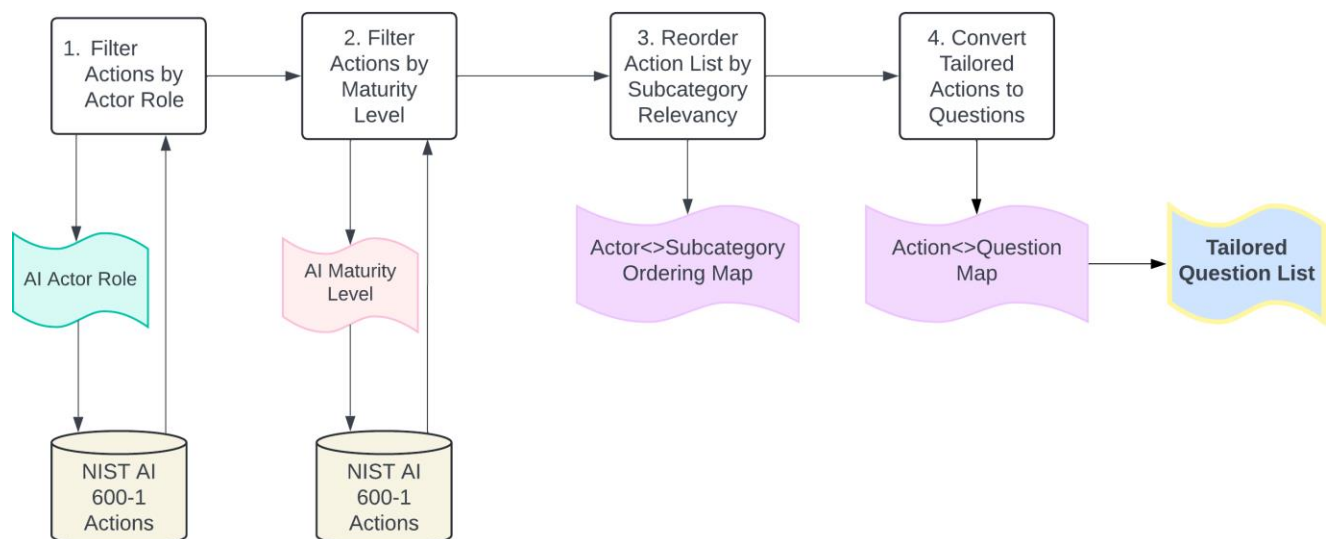 1. Filter
Actions by
Actor Role
2. Filter
Actions by
Maturity
Level
3. Reorder
Action List by
Subcategory
Relevancy
4. Convert
Tailored
Actions to
Questions
AI Actor Role
AI Maturity
Level
Actor<>Subcategory
Ordering Map
Action<>Question
Map
Tailored
Question List
NIST AI
600-1
Actions
NIST AI
600-1
Actions